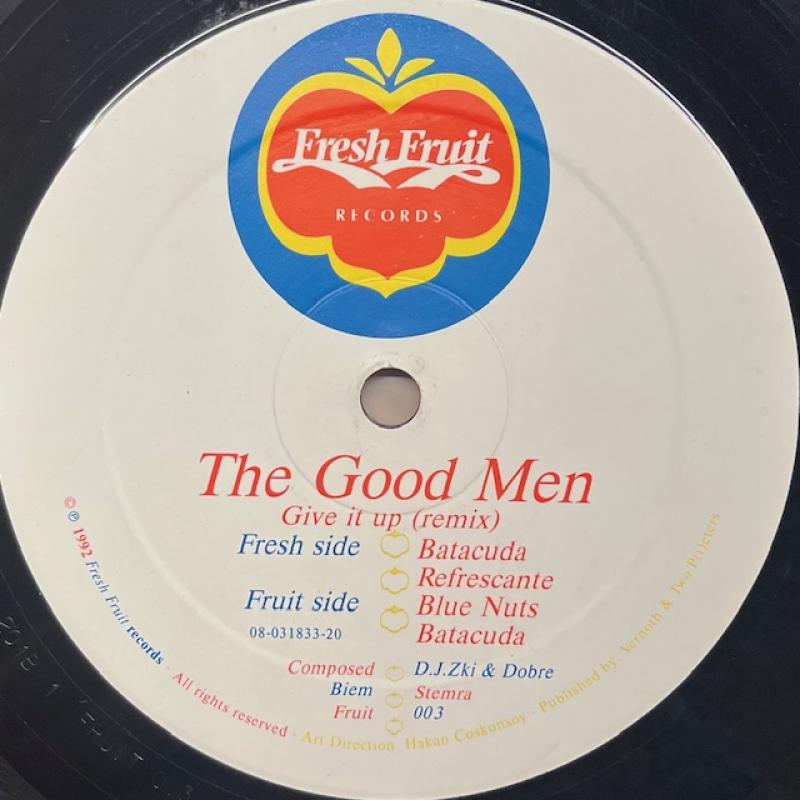 Fresh Fruit
RECORDS
The Good Men
Give it up (remix)
Fresh side Batacuda
Refrescante
Fruit side Blue Nuts
08-031833-20 Batacuda
Composed D.J.Zki & Dobre
Biem Stemra
Fruit 003
© ℗ 1992 Fresh Fruit records - All rights reserved - Art Direction Hakan Coskunsoy - Published by: Vernoth & Two P(i)eters